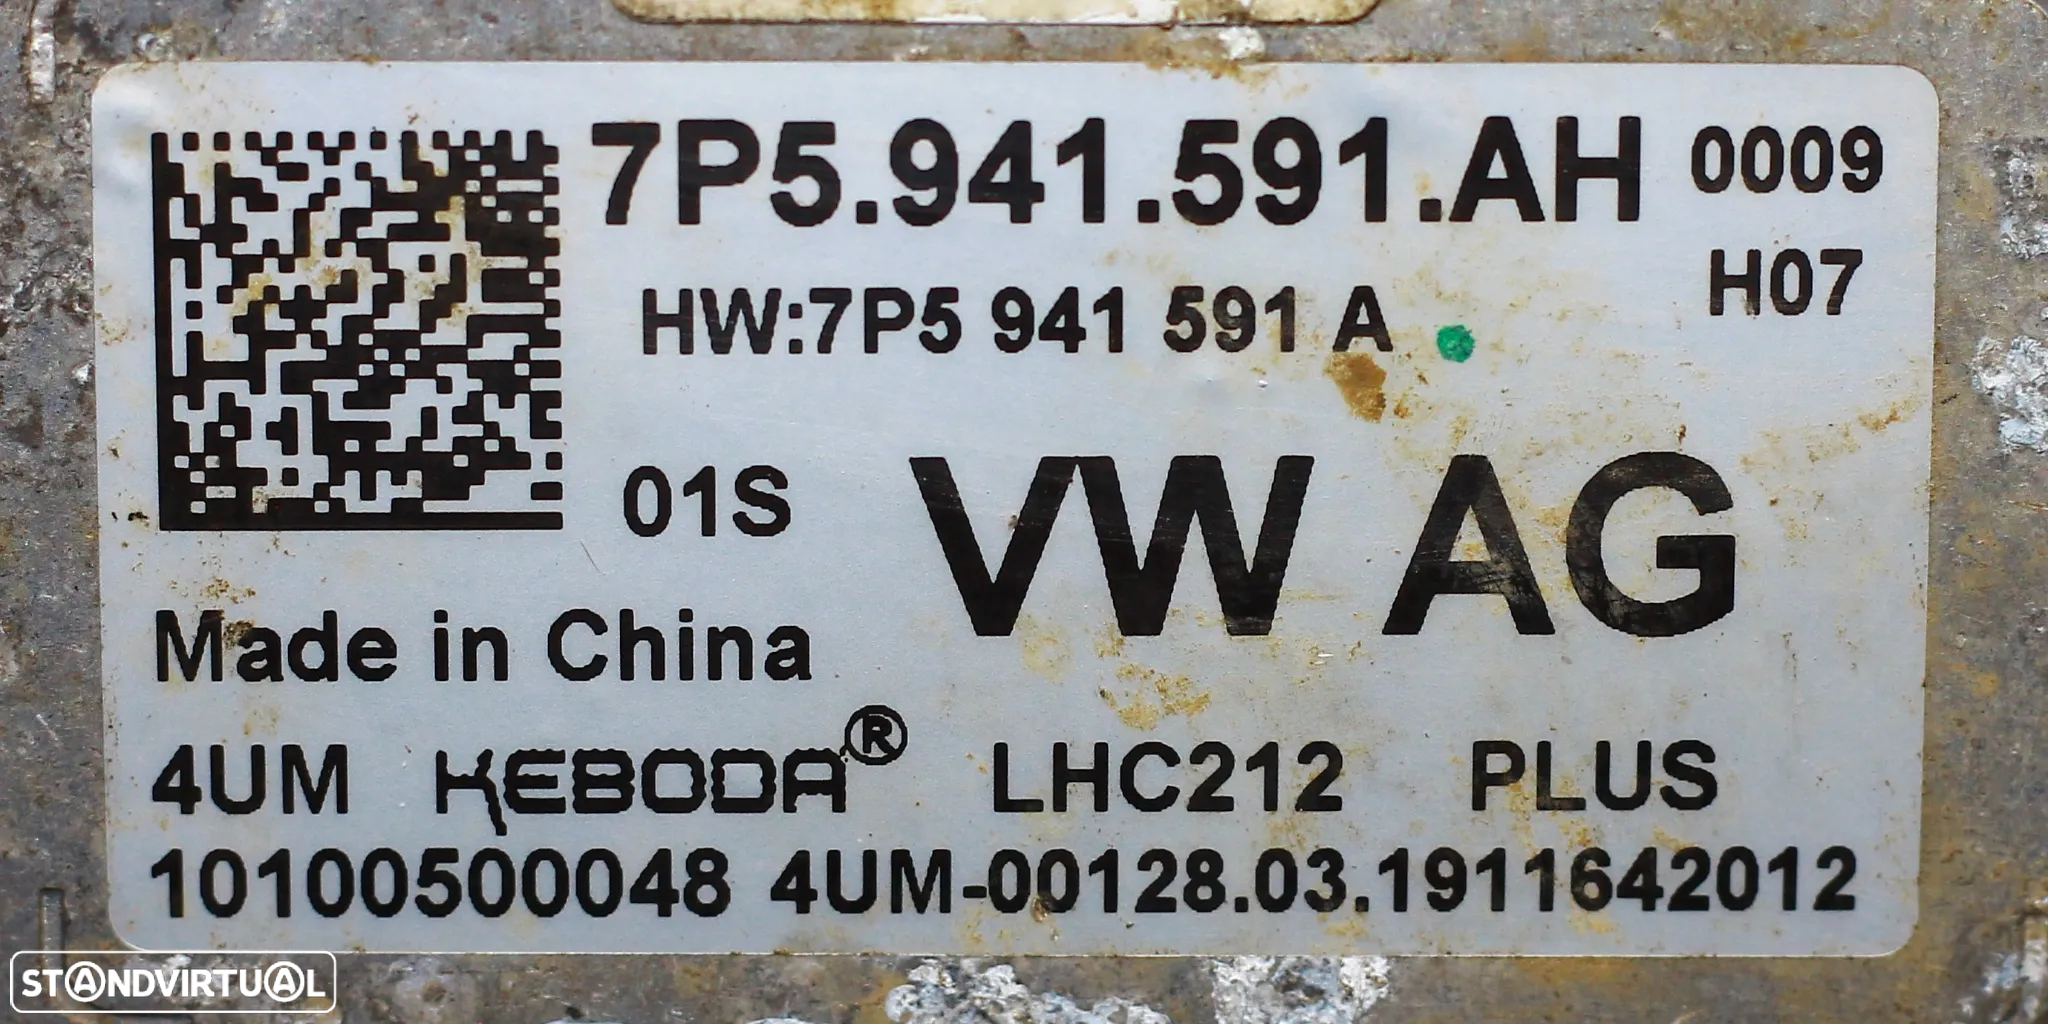 7P5.941.591.AH 0009
HW:7P5 941 591 A H07
01S VW AG
Made in China
4UM KEBODA® LHC212 PLUS
10100500048 4UM-00128.03.1911642012
STANDVIRTUAL